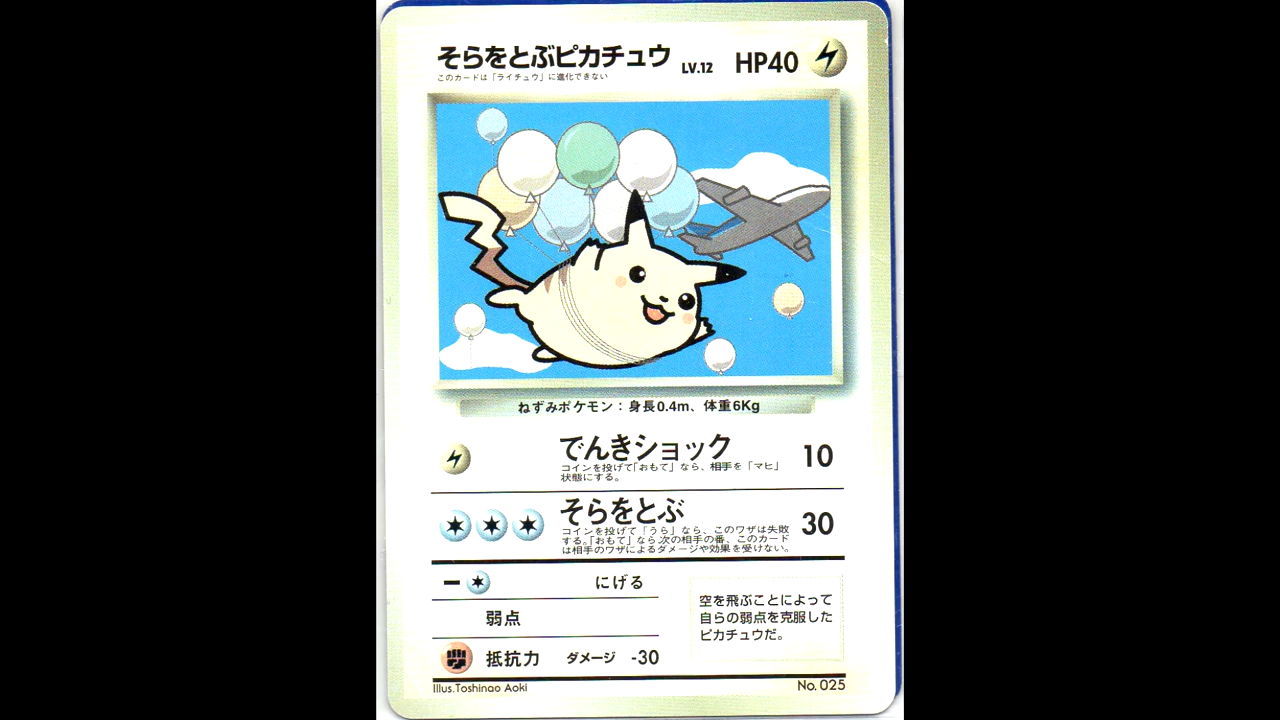 そらをとぶピカチュウ LV.12 HP40
このカードは「ライチュウ」に進化できない
ねずみポケモン：身長0.4m、体重6Kg
でんきショック 10
コインを投げて「おもて」なら、相手を「マヒ」
状態にする。
そらをとぶ 30
コインを投げて「うら」なら、このワザは失敗
する。「おもて」なら次の相手の番、このカード
は相手のワザによるダメージや効果を受けない。
にげる
弱点
抵抗力 ダメージ -30
空を飛ぶことによって
自らの弱点を克服した
ピカチュウだ。
Illus.Toshinao Aoki No. 025